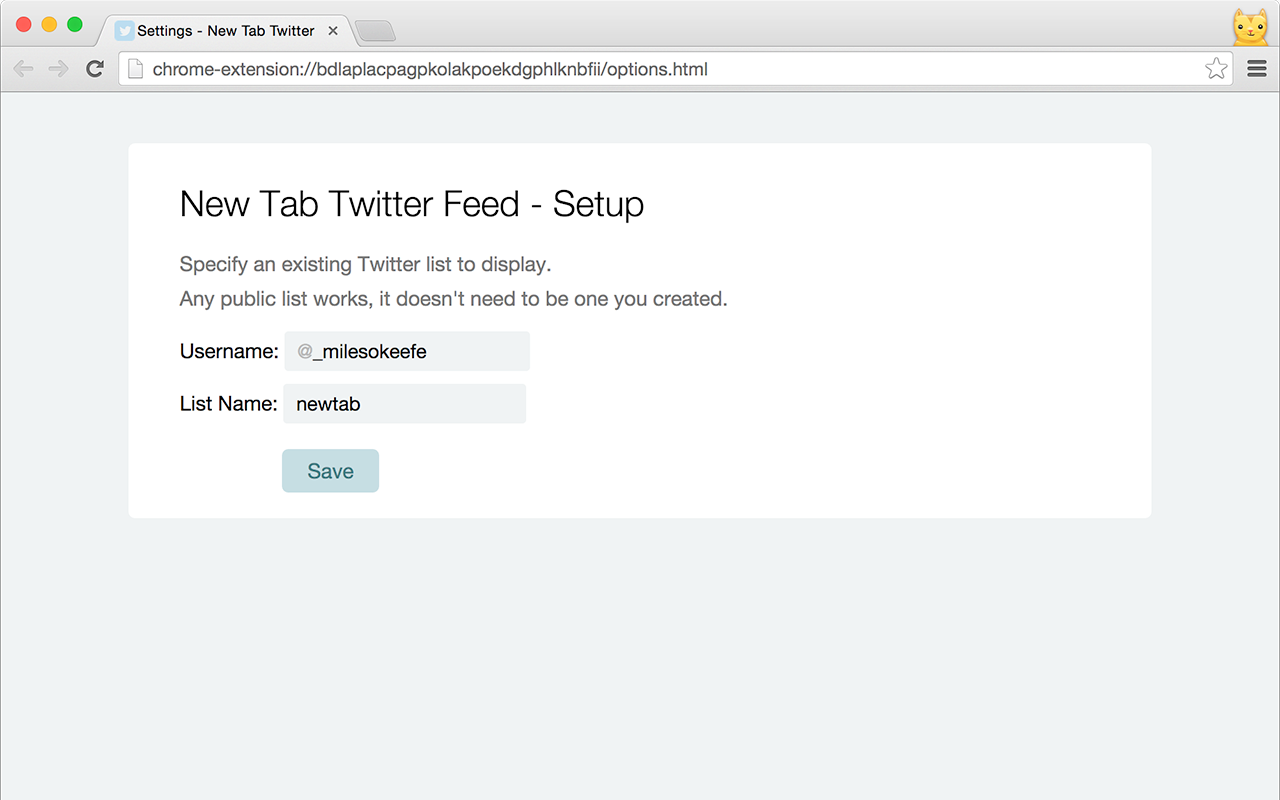 Settings - New Tab Twitter
chrome-extension://bdlaplacpagpkolakpoekdgphlknbfii/options.html
New Tab Twitter Feed - Setup
Specify an existing Twitter list to display.
Any public list works, it doesn't need to be one you created.
Username: @_milesokeefe
List Name: newtab
Save